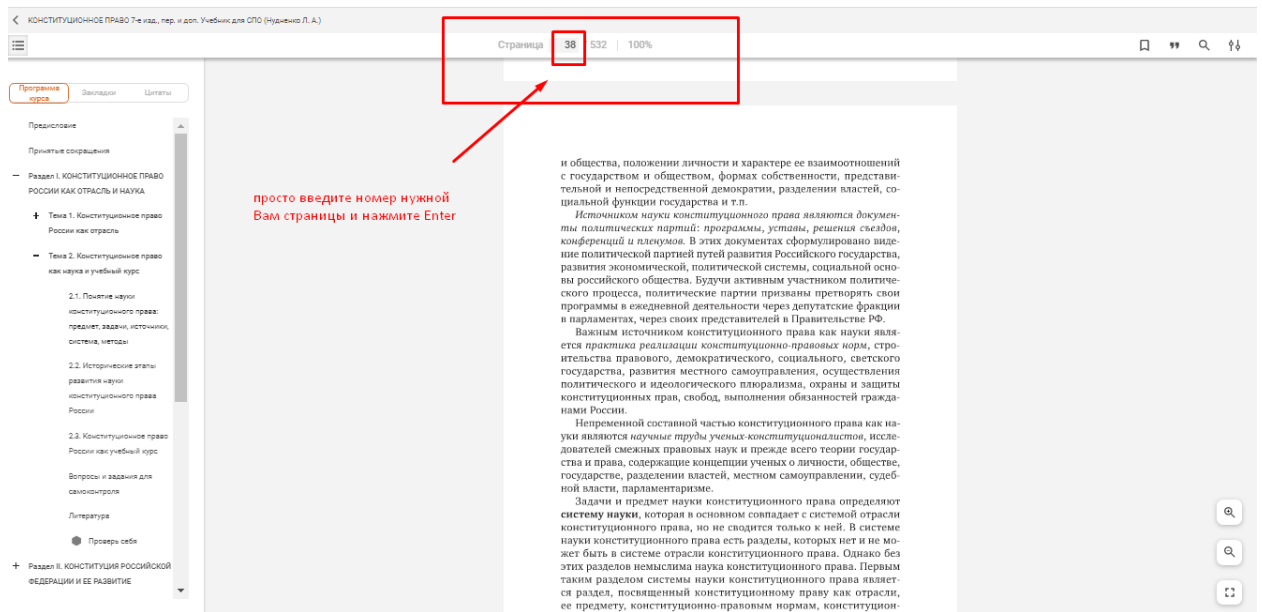 КОНСТИТУЦИОННОЕ ПРАВО 7-е изд., пер. и доп. Учебник для СПО (Нудненко Л. А.)
Страница 38 / 532 | 100%
Программа курса
Закладки
Цитаты
Предисловие
Принятые сокращения
Раздел I. КОНСТИТУЦИОННОЕ ПРАВО
РОССИИ КАК ОТРАСЛЬ И НАУКА
Тема 1. Конституционное право
России как отрасль
Тема 2. Конституционное право
как наука и учебный курс
2.1. Понятие науки
конституционного права:
предмет, задачи, источники,
система, методы
2.2. Исторические этапы
развития науки
конституционного права
России
2.3. Конституционное право
России как учебный курс
Вопросы и задания для
самоконтроля
Литература
Проверь себя
Раздел II. КОНСТИТУЦИЯ РОССИЙСКОЙ
ФЕДЕРАЦИИ И ЕЕ РАЗВИТИЕ
просто введите номер нужной
Вам страницы и нажмите Enter
и общества, положении личности и характере ее взаимоотношений
с государством и обществом, формах собственности, представи-
тельной и непосредственной демократии, разделении властей, со-
циальной функции государства и т.п.
Источником науки конституционного права являются докумен-
ты политических партий: программы, уставы, решения съездов,
конференций и пленумов. В этих документах сформулировано виде-
ние политической партией путей развития Российского государства,
развития экономической, политической системы, социальной осно-
вы российского общества. Будучи активным участником политиче-
ского процесса, политические партии призваны претворять свои
программы в ежедневной деятельности через депутатские фракции
в парламентах, через своих представителей в Правительстве РФ.
Важным источником конституционного права как науки явля-
ется практика реализации конституционно-правовых норм, стро-
ительства правового, демократического, социального, светского
государства, развития местного самоуправления, осуществления
политического и идеологического плюрализма, охраны и защиты
конституционных прав, свобод, выполнения обязанностей гражда-
нами России.
Непременной составной частью конституционного права как на-
уки являются научные труды ученых-конституционалистов, иссле-
дователей смежных правовых наук и прежде всего теории государ-
ства и права, содержащие концепции ученых о личности, обществе,
государстве, разделении властей, местном самоуправлении, судеб-
ной власти, парламентаризме.
Задачи и предмет науки конституционного права определяют
систему науки, которая в основном совпадает с системой отрасли
конституционного права, но не сводится только к ней. В системе
науки конституционного права есть разделы, которых нет и не мо-
жет быть в системе отрасли конституционного права. Однако без
этих разделов немыслима наука конституционного права. Первым
таким разделом системы науки конституционного права являет-
ся раздел, посвященный конституционному праву как отрасли,
ее предмету, конституционно-правовым нормам, конституцион-